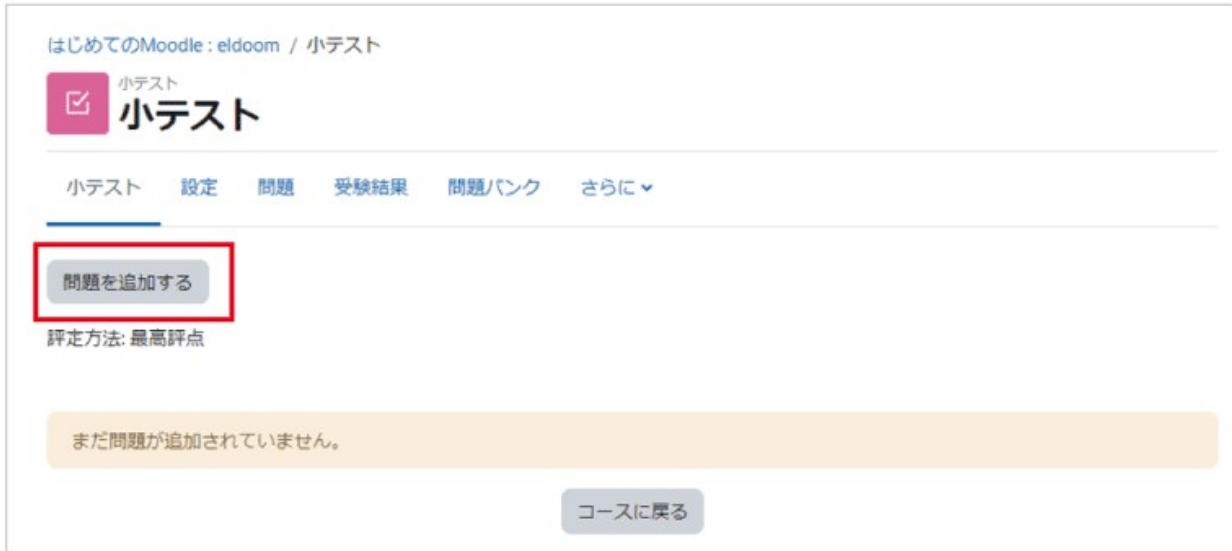 はじめてのMoodle : eldoom / 小テスト
小テスト
小テスト
小テスト 設定 問題 受験結果 問題バンク さらに
問題を追加する
評定方法: 最高評点
まだ問題が追加されていません。
コースに戻る